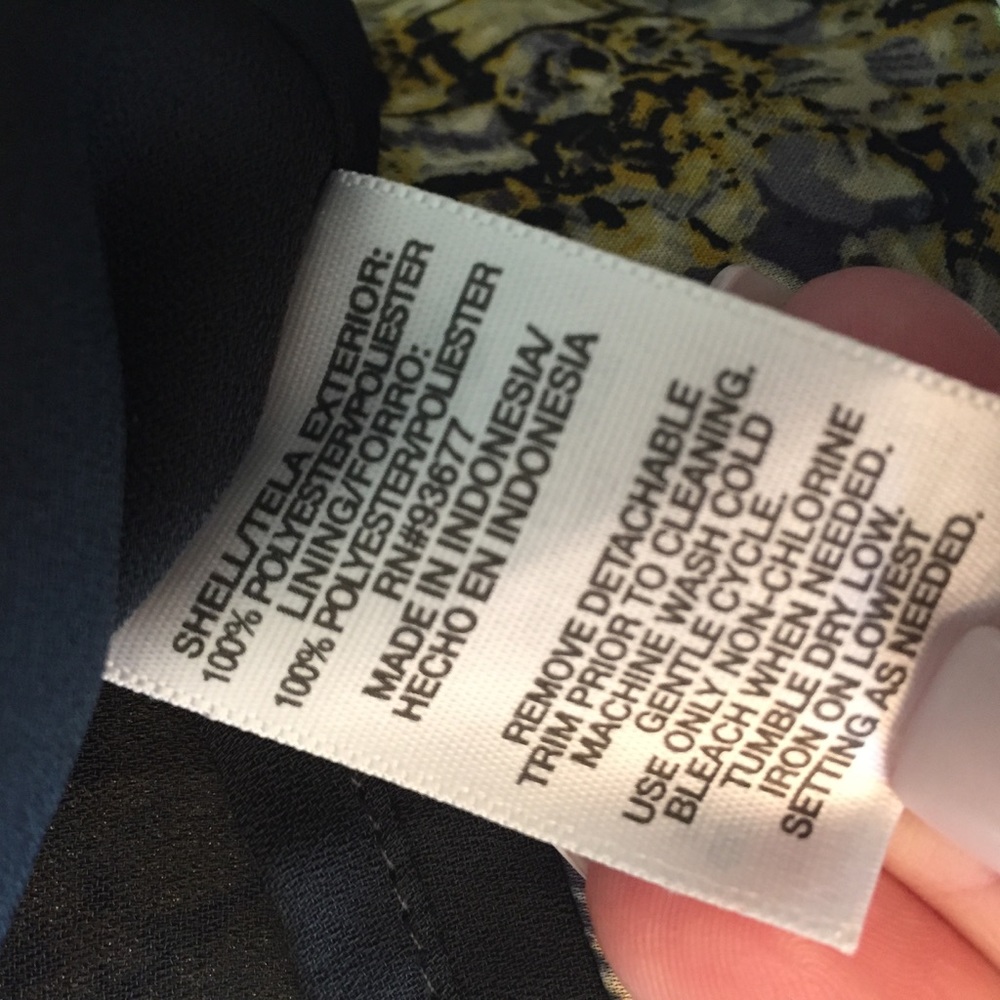 SHELL/TELA EXTERIOR:
100% POLYESTER/POLIESTER
LINING/FORRO:
100% POLYESTER/POLIESTER
RN#93677
MADE IN INDONESIA/
HECHO EN INDONESIA
REMOVE DETACHABLE
TRIM PRIOR TO CLEANING.
MACHINE WASH COLD
GENTLE CYCLE.
USE ONLY NON-CHLORINE
BLEACH WHEN NEEDED.
TUMBLE DRY LOW.
IRON ON LOWEST
SETTING AS NEEDED.